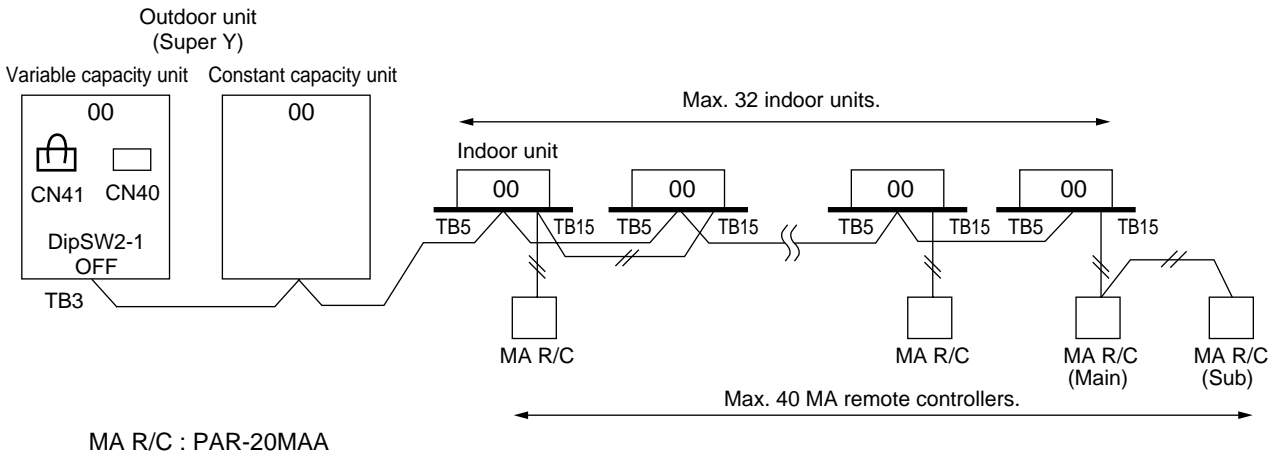 Outdoor unit
(Super Y)
Variable capacity unit
Constant capacity unit
00
00
CN41
CN40
DipSW2-1
OFF
TB3
Max. 32 indoor units.
Indoor unit
00
00
00
00
TB5
TB15
TB5
TB15
TB5
TB15
TB5
TB15
MA R/C
MA R/C
MA R/C
(Main)
MA R/C
(Sub)
Max. 40 MA remote controllers.
MA R/C : PAR-20MAA